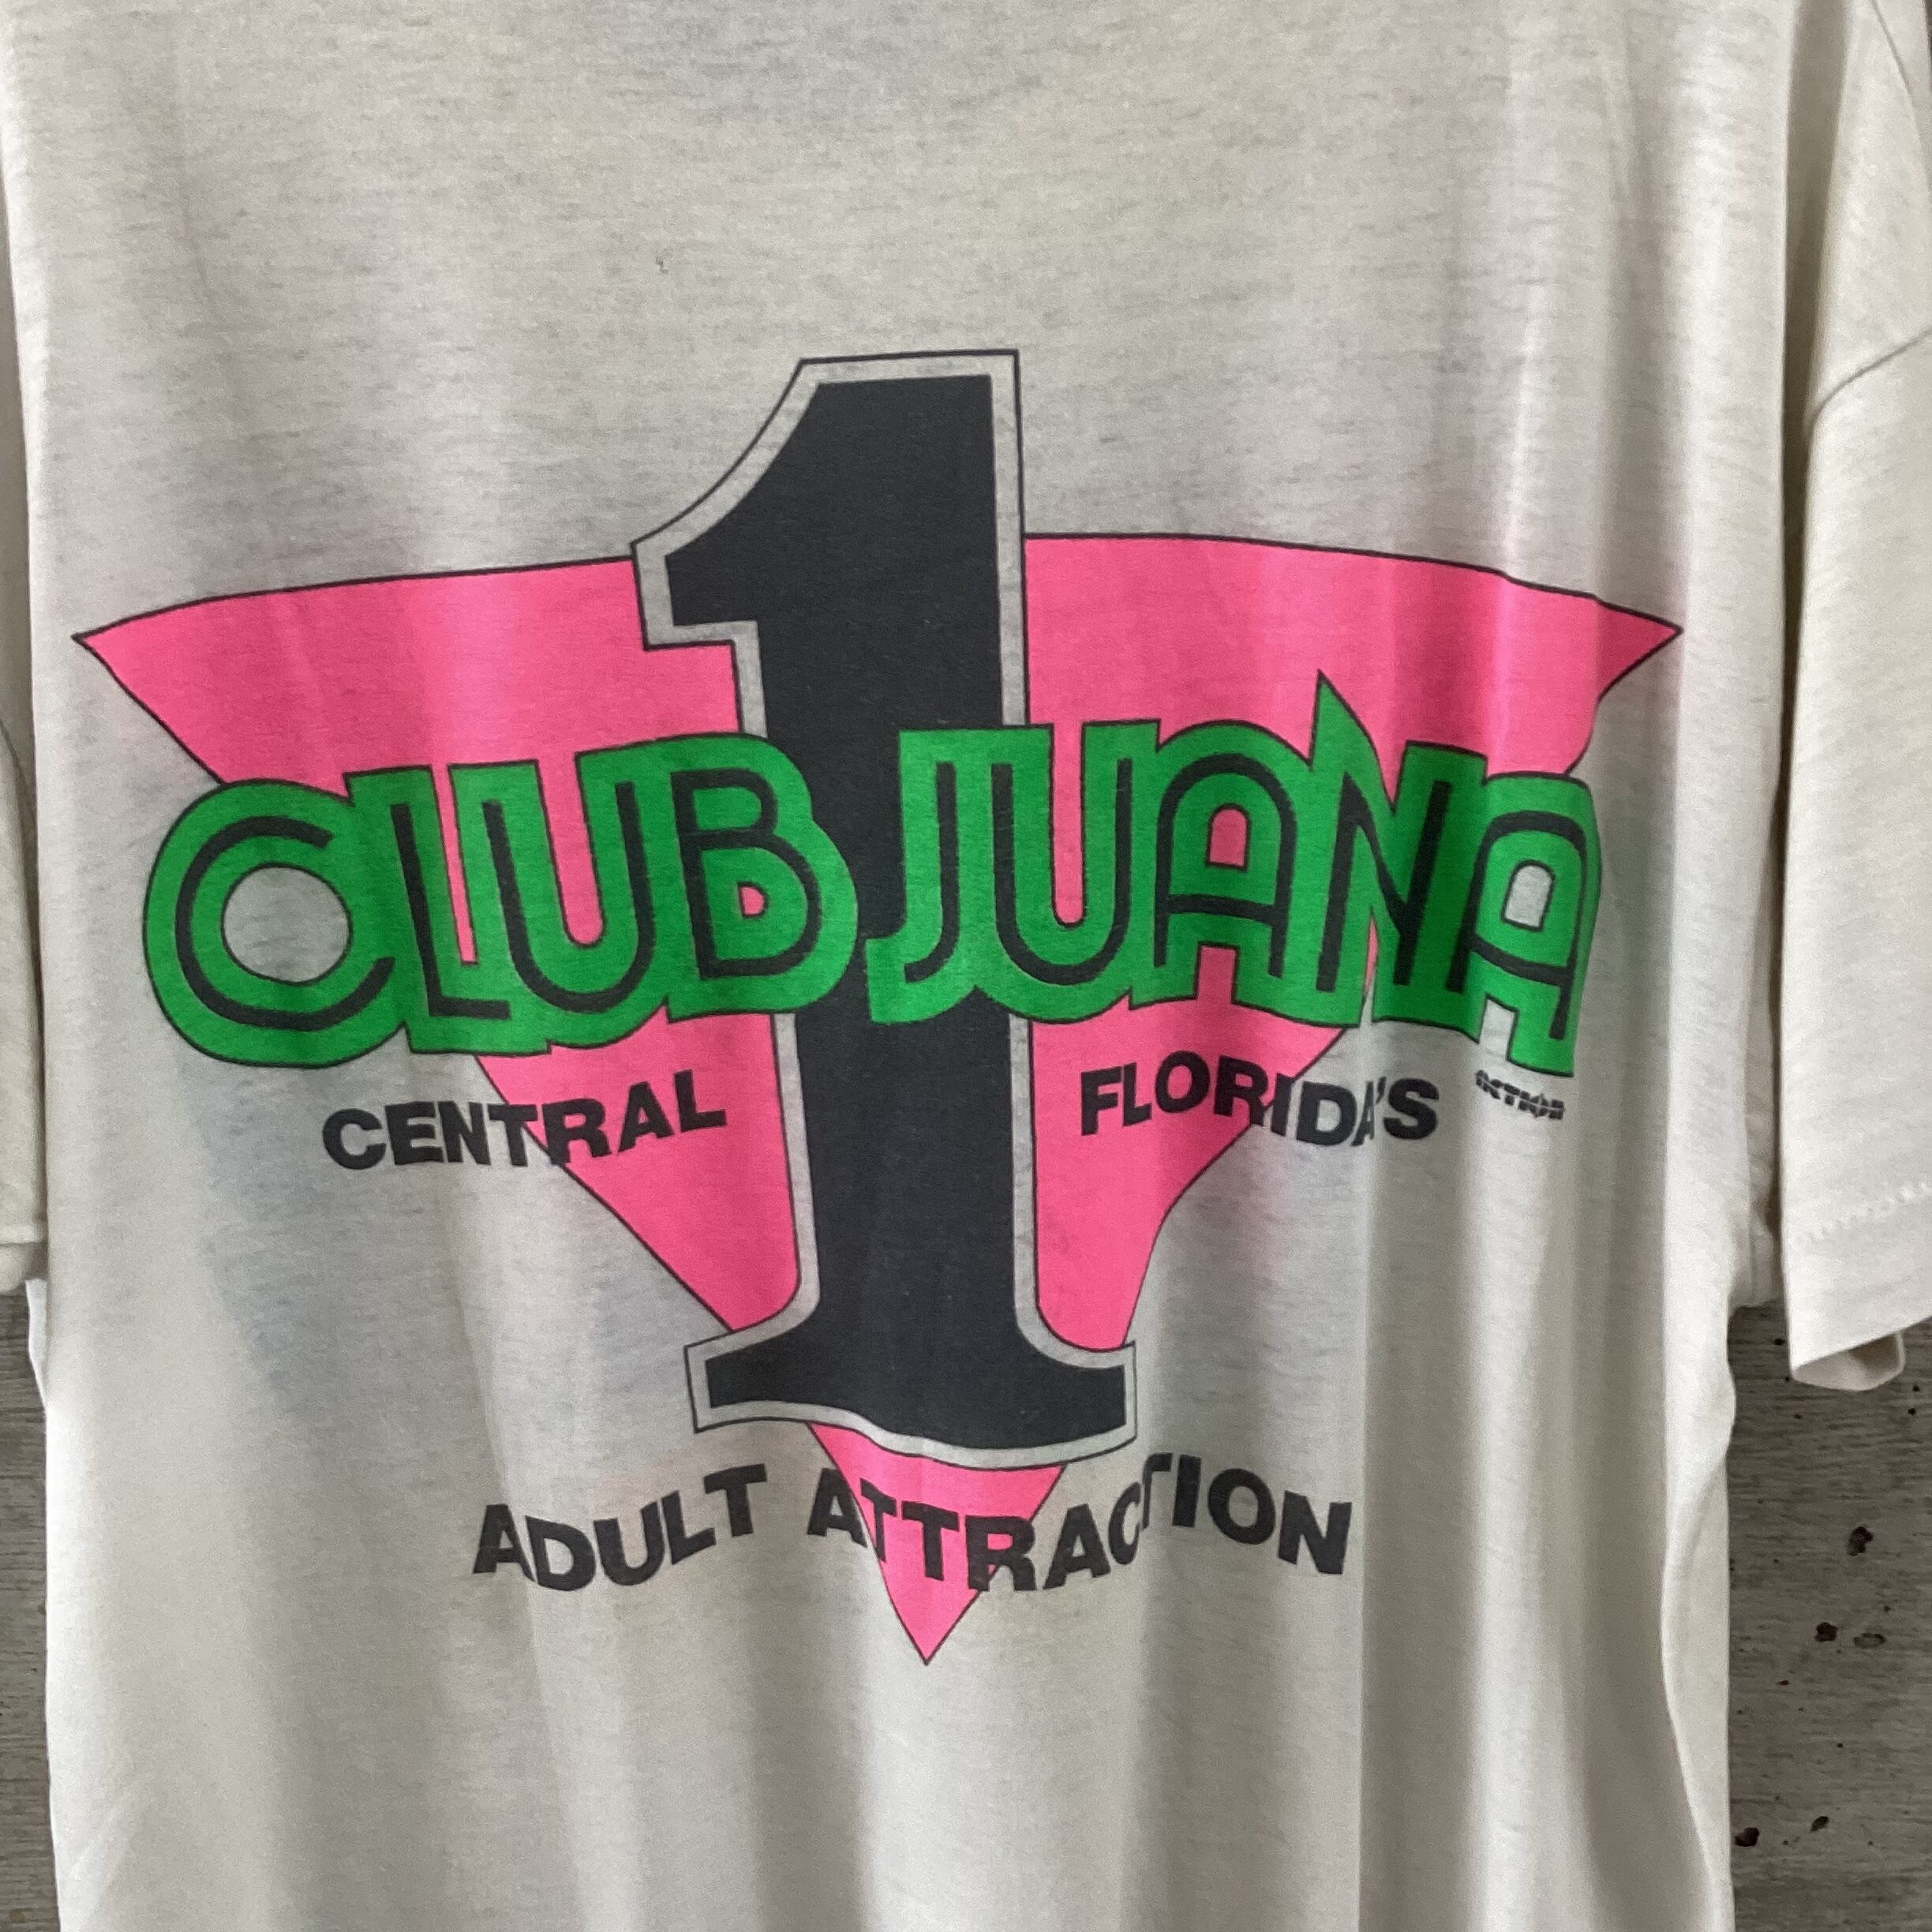 1
CLUB JUANA
CENTRAL FLORIDA'S
ADULT ATTRACTION